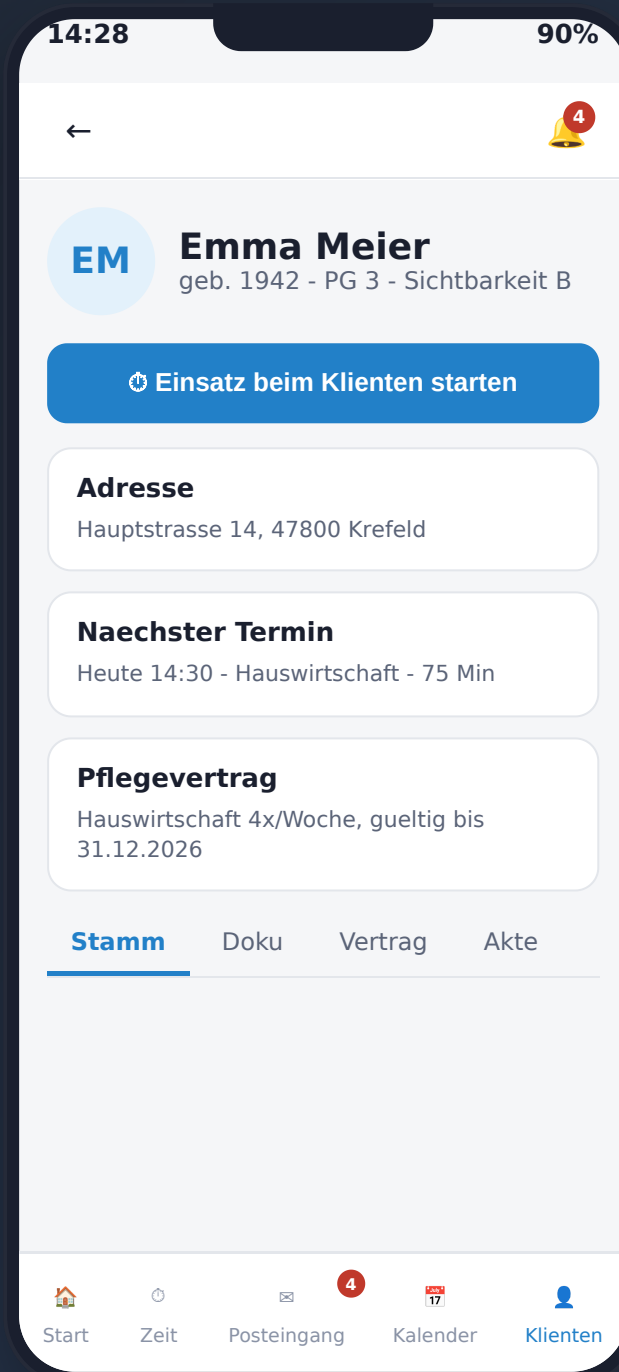 14:28 90%
← 🔔 4
EM
Emma Meier
geb. 1942 - PG 3 - Sichtbarkeit B
⏱ Einsatz beim Klienten starten
Adresse
Hauptstrasse 14, 47800 Krefeld
Naechster Termin
Heute 14:30 - Hauswirtschaft - 75 Min
Pflegevertrag
Hauswirtschaft 4x/Woche, gueltig bis
31.12.2026
Stamm Doku Vertrag Akte
4
Start Zeit Posteingang Kalender Klienten